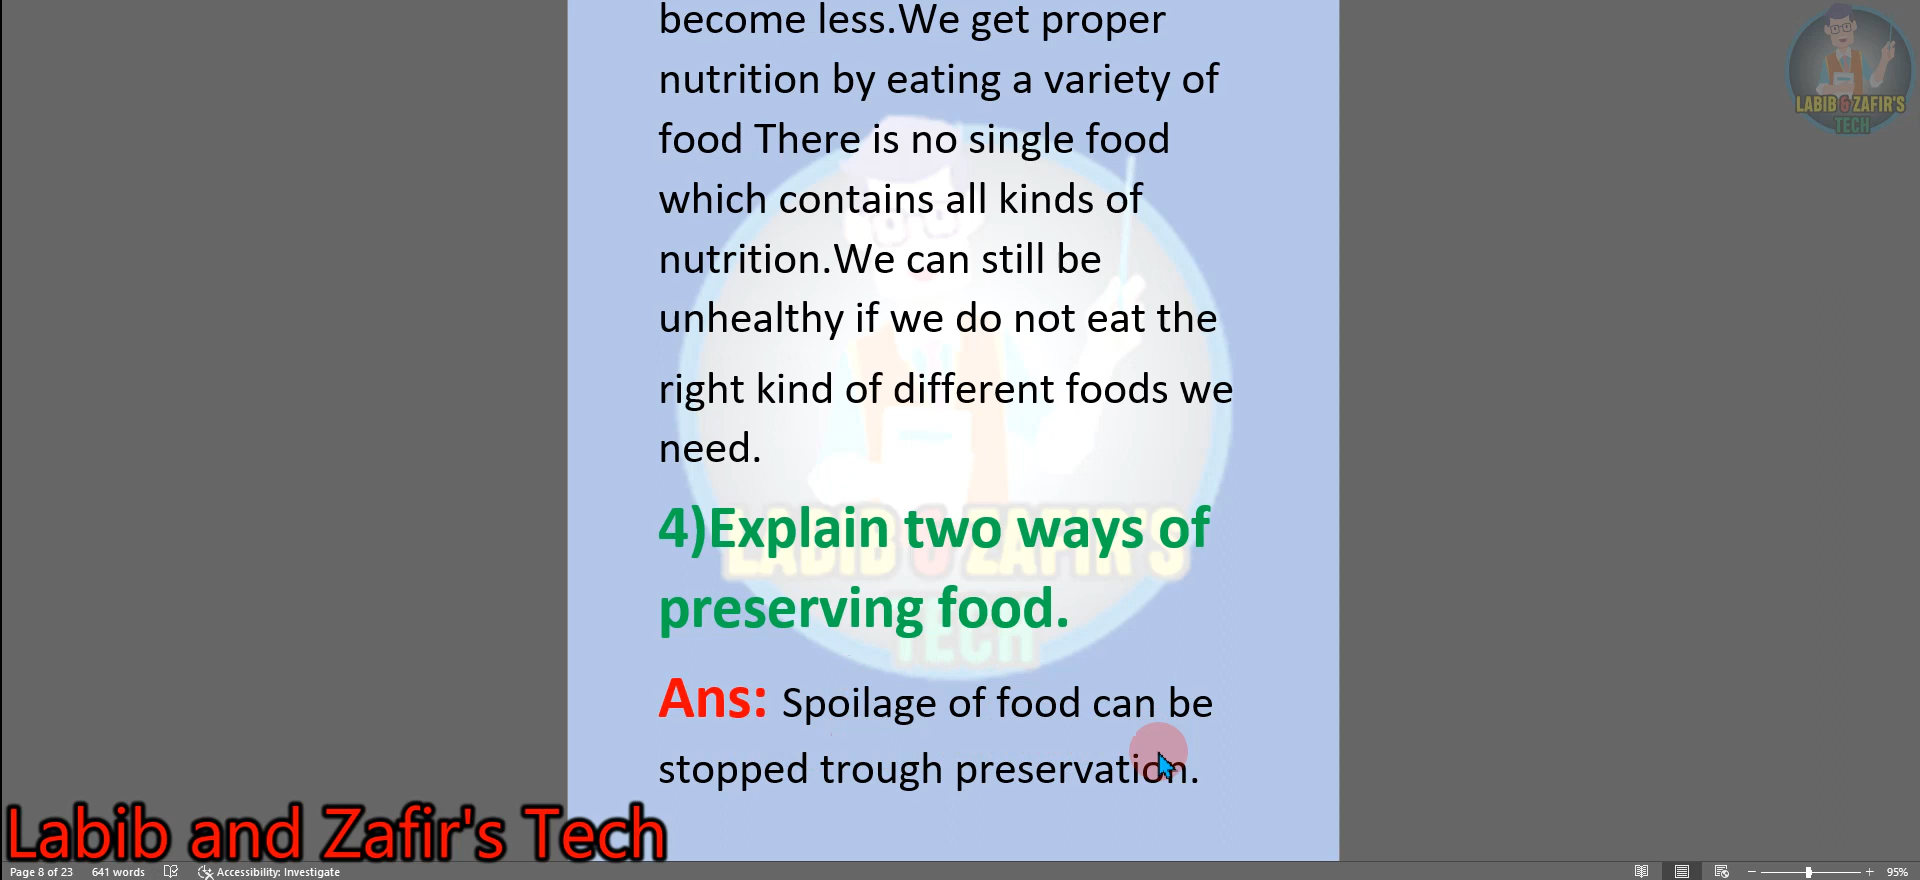 become less.We get proper
nutrition by eating a variety of
food There is no single food
which contains all kinds of
nutrition.We can still be
unhealthy if we do not eat the
right kind of different foods we
need.
4)Explain two ways of
preserving food.
Ans: Spoilage of food can be
stopped trough preservation.
LABIB & ZAFIR'S
TECH
LABIB & ZAFIR'S
TECH
Labib and Zafir's Tech
Page 8 of 23 641 words Accessibility: Investigate 95%